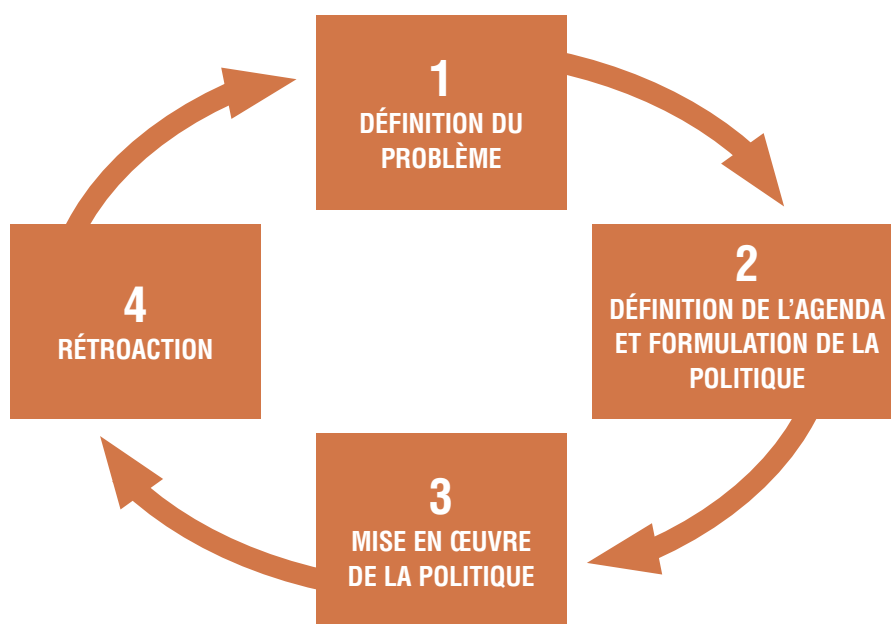 1
DÉFINITION DU
PROBLÈME
2
DÉFINITION DE L'AGENDA
ET FORMULATION DE LA
POLITIQUE
3
MISE EN ŒUVRE
DE LA POLITIQUE
4
RÉTROACTION